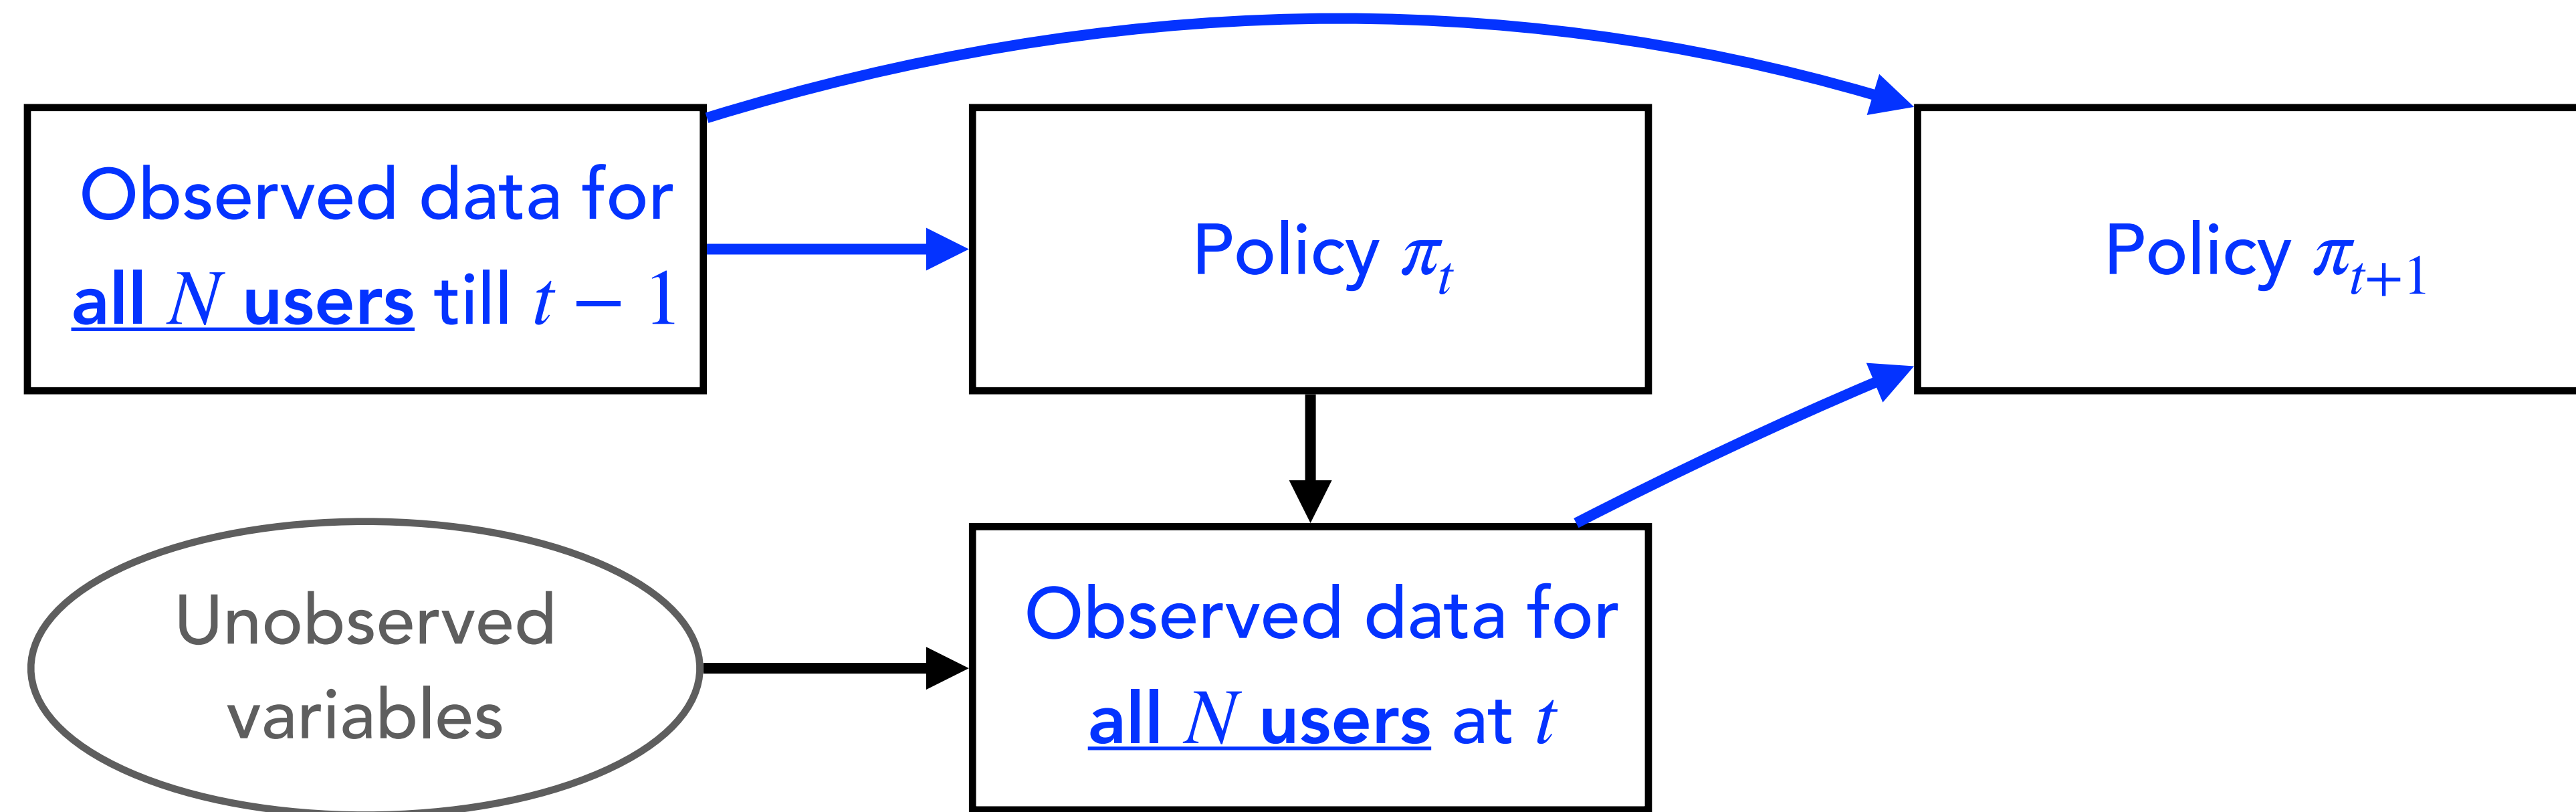 Observed data for
all N users till t − 1
Policy π_t
Policy π_{t+1}
Unobserved
variables
Observed data for
all N users at t